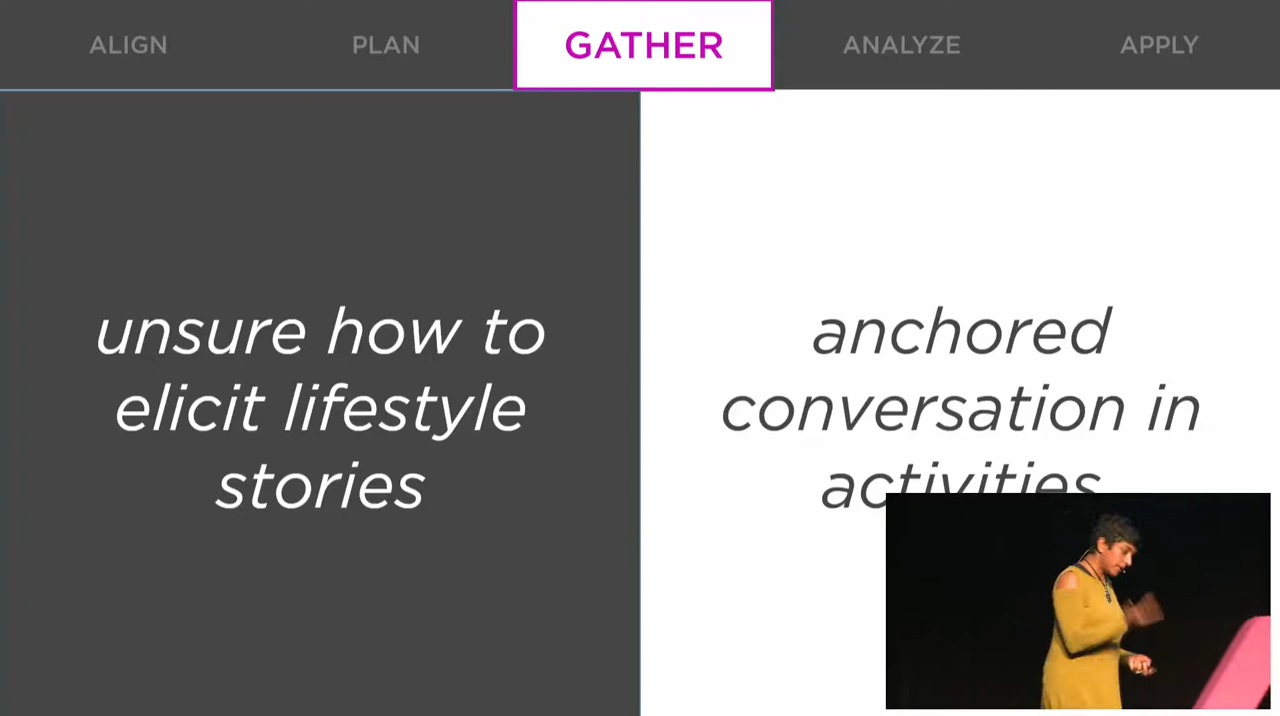 ALIGN PLAN GATHER ANALYZE APPLY
unsure how to
elicit lifestyle
stories
anchored
conversation in
activities